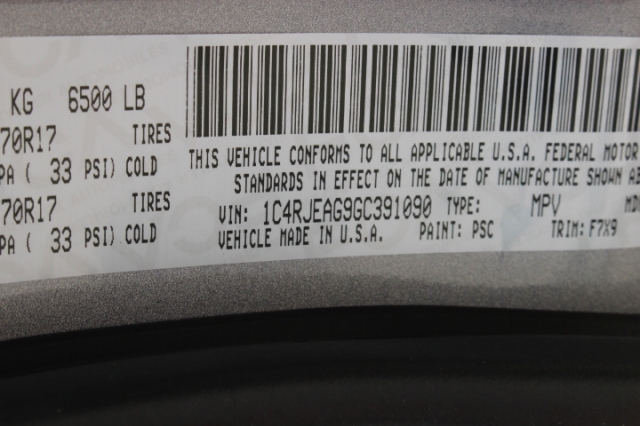 KG 6500 LB
70R17 TIRES
PA ( 33 PSI) COLD
70R17 TIRES
PA ( 33 PSI) COLD
THIS VEHICLE CONFORMS TO ALL APPLICABLE U.S.A. FEDERAL MOTOR
STANDARDS IN EFFECT ON THE DATE OF MANUFACTURE SHOWN AB
VIN: 1C4RJEAG9GC391090 TYPE: MPV MD
VEHICLE MADE IN U.S.A. PAINT: PSC TRIM: F7X9